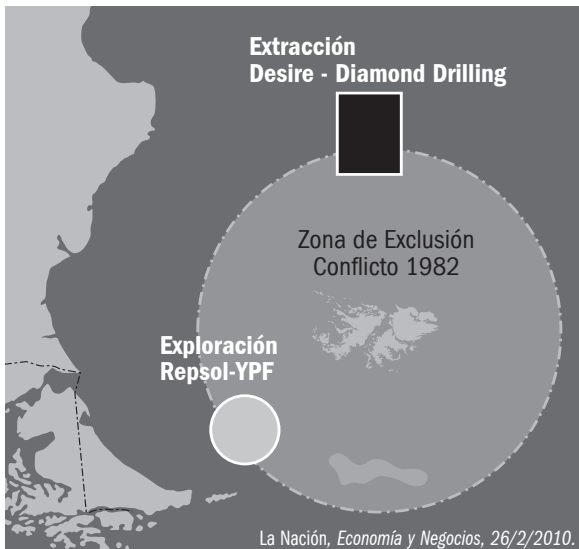 Extracción
Desire - Diamond Drilling
Zona de Exclusión
Conflicto 1982
Exploración
Repsol-YPF
La Nación, Economía y Negocios, 26/2/2010.